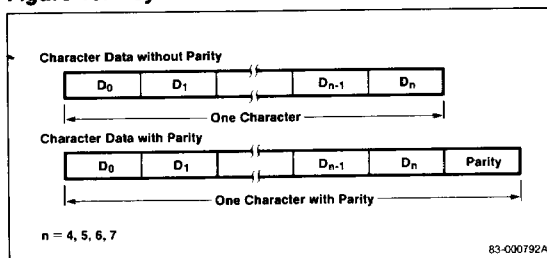 Character Data without Parity
D0 D1 Dn-1 Dn
One Character
Character Data with Parity
D0 D1 Dn-1 Dn Parity
One Character with Parity
n = 4, 5, 6, 7
83-000792A